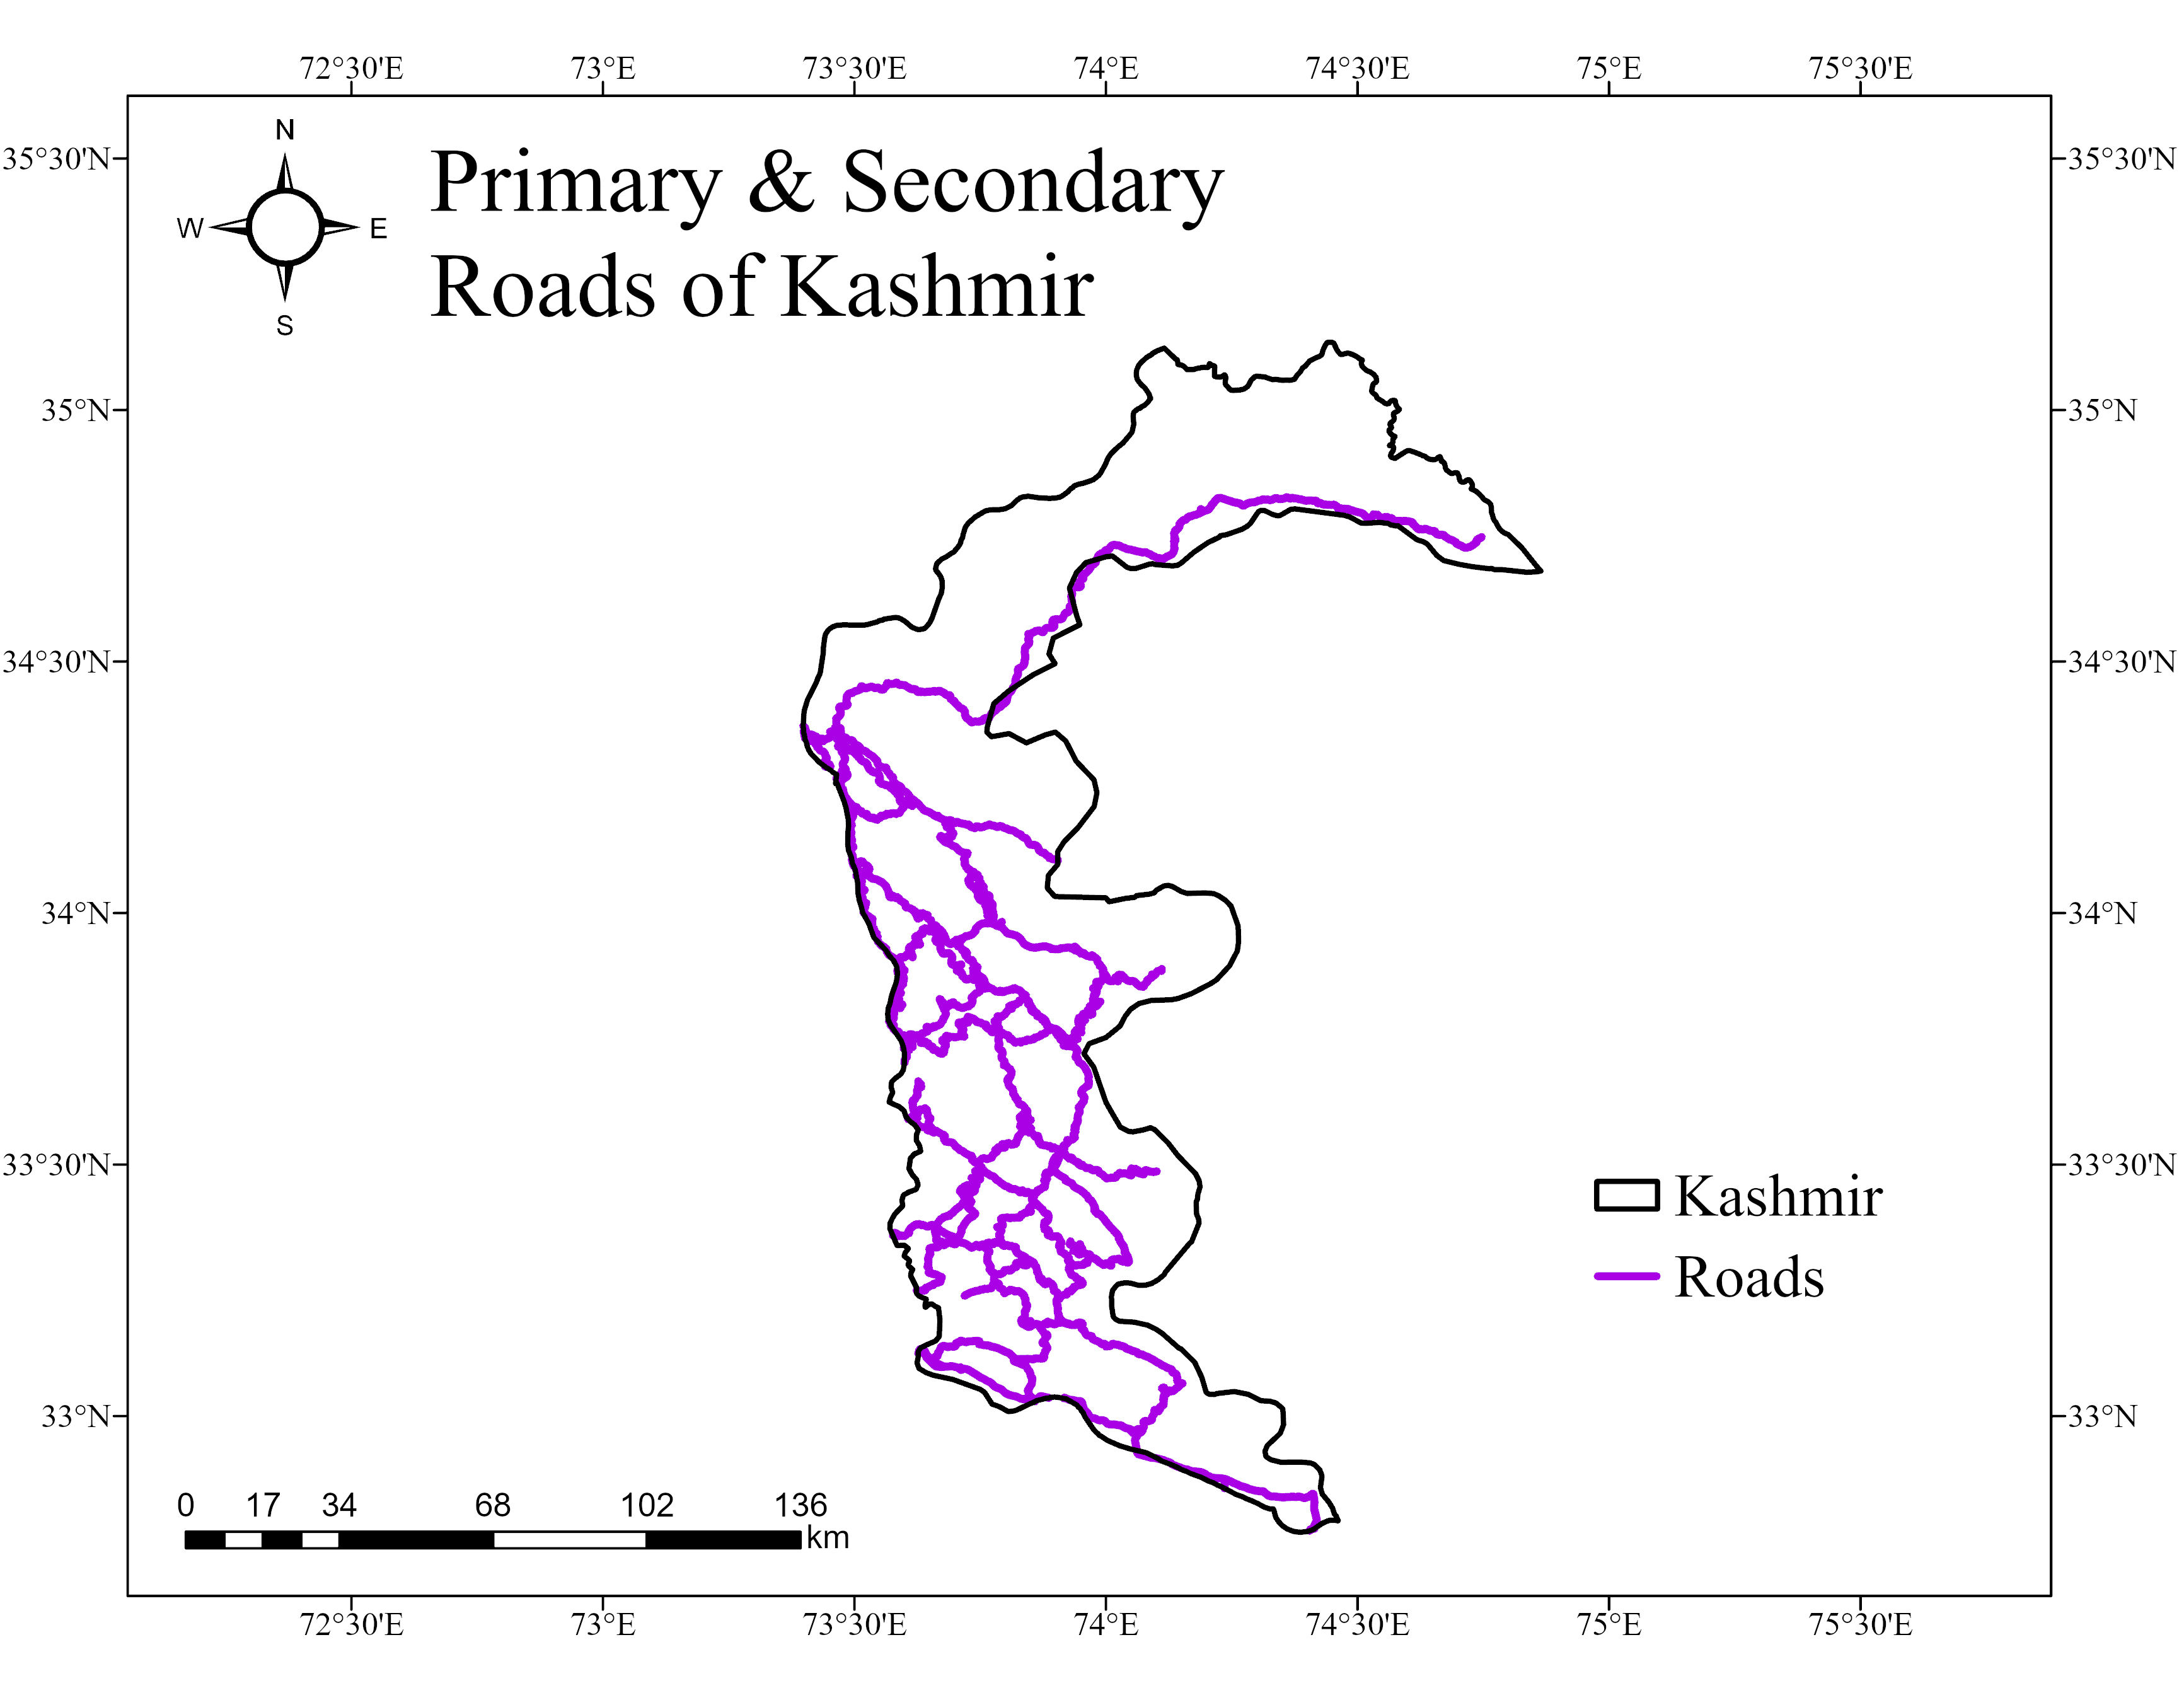 72°30'E 73°E 73°30'E 74°E 74°30'E 75°E 75°30'E
N
W E
S
Primary & Secondary
Roads of Kashmir
35°30'N 35°30'N
35°N 35°N
34°30'N 34°30'N
34°N 34°N
33°30'N 33°30'N
Kashmir
Roads
33°N 33°N
0 17 34 68 102 136
km
72°30'E 73°E 73°30'E 74°E 74°30'E 75°E 75°30'E